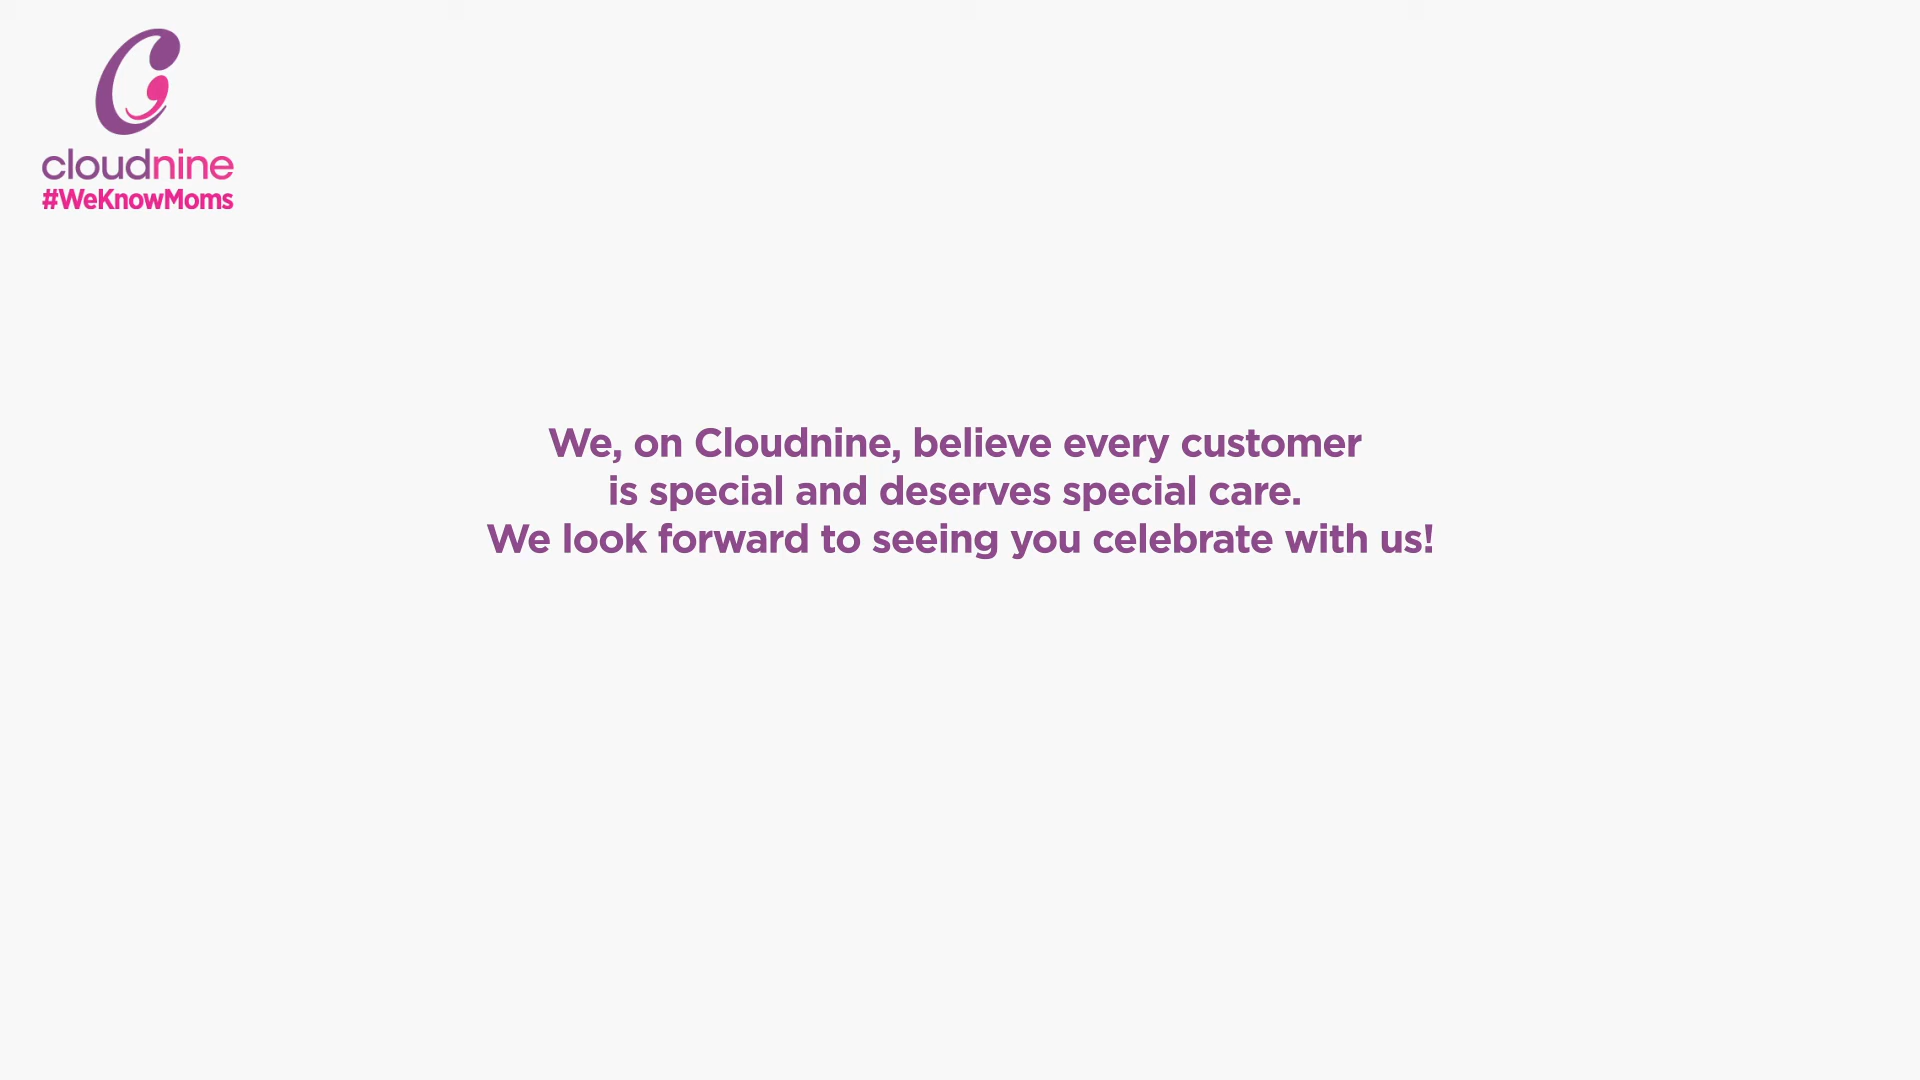 cloudnine
#WeKnowMoms
We, on Cloudnine, believe every customer
is special and deserves special care.
We look forward to seeing you celebrate with us!